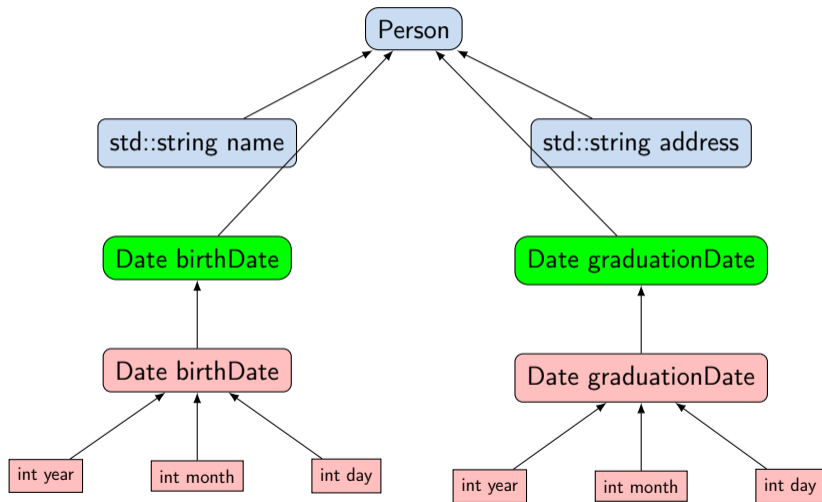 Person
std::string name
std::string address
Date birthDate
Date graduationDate
Date birthDate
Date graduationDate
int year
int month
int day
int year
int month
int day